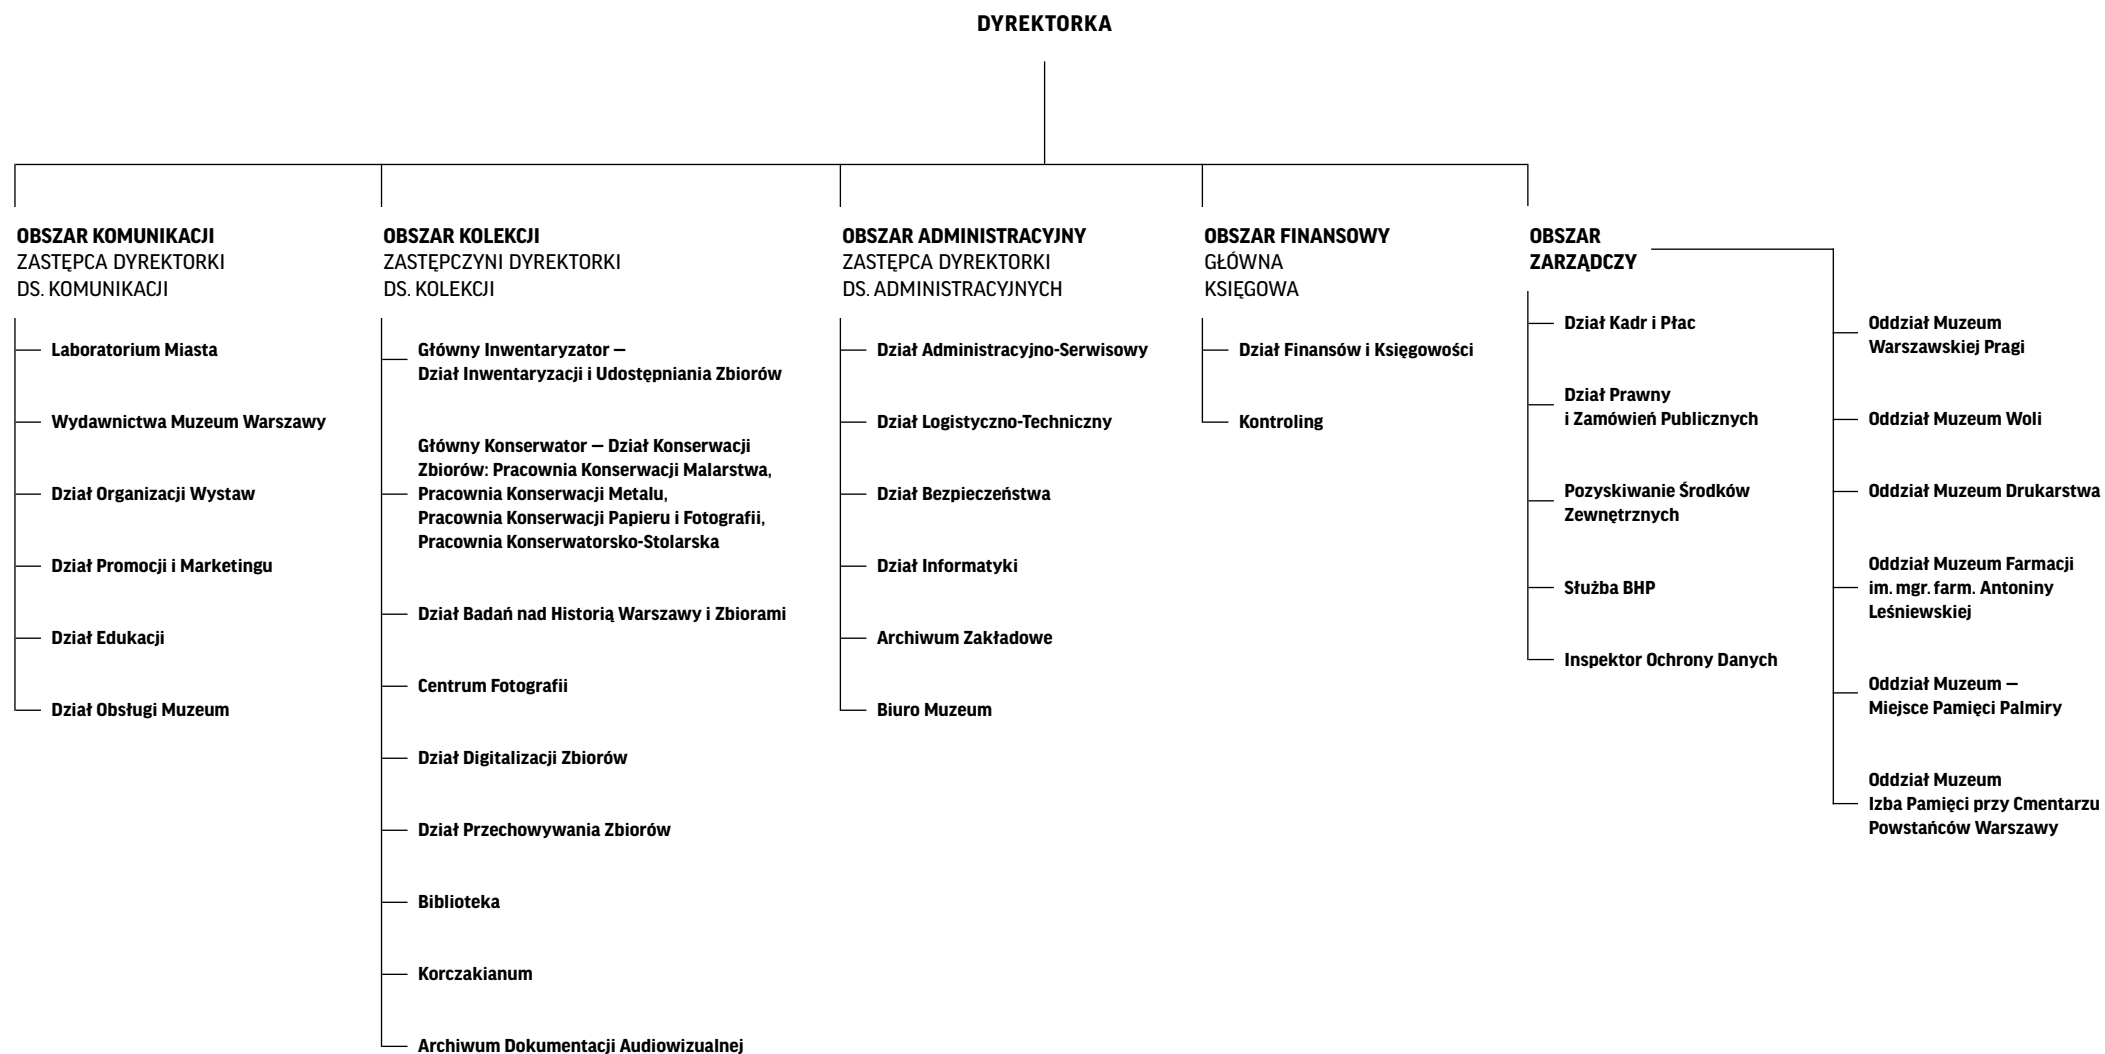 DYREKTORKA
OBSZAR KOMUNIKACJI
ZASTĘPCA DYREKTORKI
DS. KOMUNIKACJI
Laboratorium Miasta
Wydawnictwa Muzeum Warszawy
Dział Organizacji Wystaw
Dział Promocji i Marketingu
Dział Edukacji
Dział Obsługi Muzeum
OBSZAR KOLEKCJI
ZASTĘPCZYNI DYREKTORKI
DS. KOLEKCJI
Główny Inwentaryzator —
Dział Inwentaryzacji i Udostępniania Zbiorów
Główny Konserwator — Dział Konserwacji
Zbiorów: Pracownia Konserwacji Malarstwa,
Pracownia Konserwacji Metalu,
Pracownia Konserwacji Papieru i Fotografii,
Pracownia Konserwatorsko-Stolarska
Dział Badań nad Historią Warszawy i Zbiorami
Centrum Fotografii
Dział Digitalizacji Zbiorów
Dział Przechowywania Zbiorów
Biblioteka
Korczakianum
Archiwum Dokumentacji Audiowizualnej
OBSZAR ADMINISTRACYJNY
ZASTĘPCA DYREKTORKI
DS. ADMINISTRACYJNYCH
Dział Administracyjno-Serwisowy
Dział Logistyczno-Techniczny
Dział Bezpieczeństwa
Dział Informatyki
Archiwum Zakładowe
Biuro Muzeum
OBSZAR FINANSOWY
GŁÓWNA
KSIĘGOWA
Dział Finansów i Księgowości
Kontroling
OBSZAR
ZARZĄDCZY
Dział Kadr i Płac
Dział Prawny
i Zamówień Publicznych
Pozyskiwanie Środków
Zewnętrznych
Służba BHP
Inspektor Ochrony Danych
Oddział Muzeum
Warszawskiej Pragi
Oddział Muzeum Woli
Oddział Muzeum Drukarstwa
Oddział Muzeum Farmacji
im. mgr. farm. Antoniny
Leśniewskiej
Oddział Muzeum —
Miejsce Pamięci Palmiry
Oddział Muzeum
Izba Pamięci przy Cmentarzu
Powstańców Warszawy